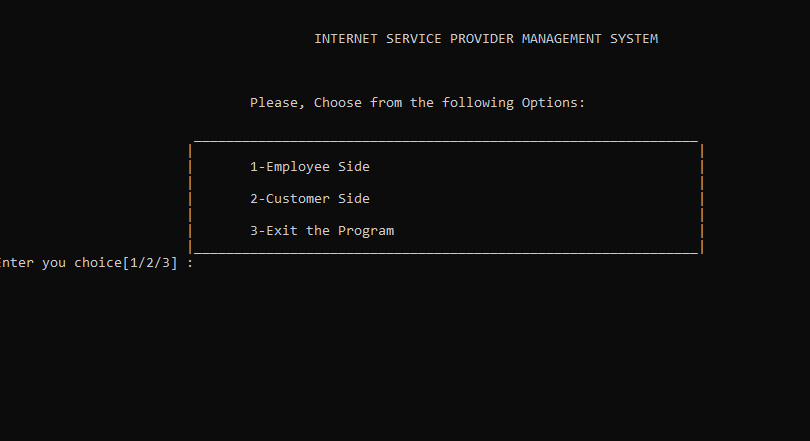 INTERNET SERVICE PROVIDER MANAGEMENT SYSTEM
Please, Choose from the following Options:
1-Employee Side
2-Customer Side
3-Exit the Program
Enter you choice[1/2/3] :